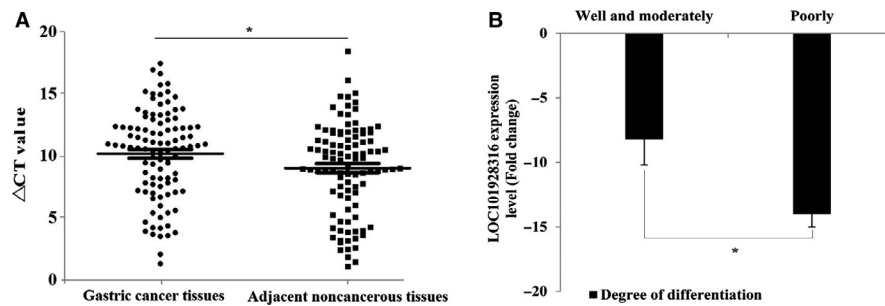 A
*
20
15
10
5
0
△CT value
Gastric cancer tissues
Adjacent noncancerous tissues
B
Well and moderately
Poorly
0
−5
−10
−15
−20
LOC101928316 expression
level (Fold change)
*
Degree of differentiation